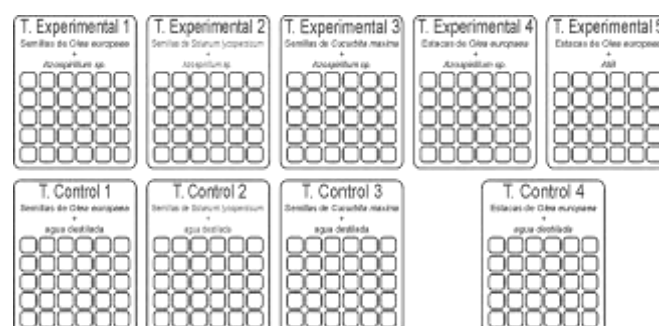 T. Experimental 1
Semillas de Olea europaea
+
Azospirillum sp.
T. Experimental 2
Semillas de Solanum lycopersicum
+
Azospirillum sp.
T. Experimental 3
Semillas de Cucurbita maxima
+
Azospirillum sp.
T. Experimental 4
Estacas de Olea europaea
+
Azospirillum sp.
T. Experimental 5
Estacas de Olea europaea
+
T. Control 1
Semillas de Olea europaea
+
agua destilada
T. Control 2
Semillas de Solanum lycopersicum
+
agua destilada
T. Control 3
Semillas de Cucurbita maxima
+
agua destilada
T. Control 4
Estacas de Olea europaea
+
agua destilada